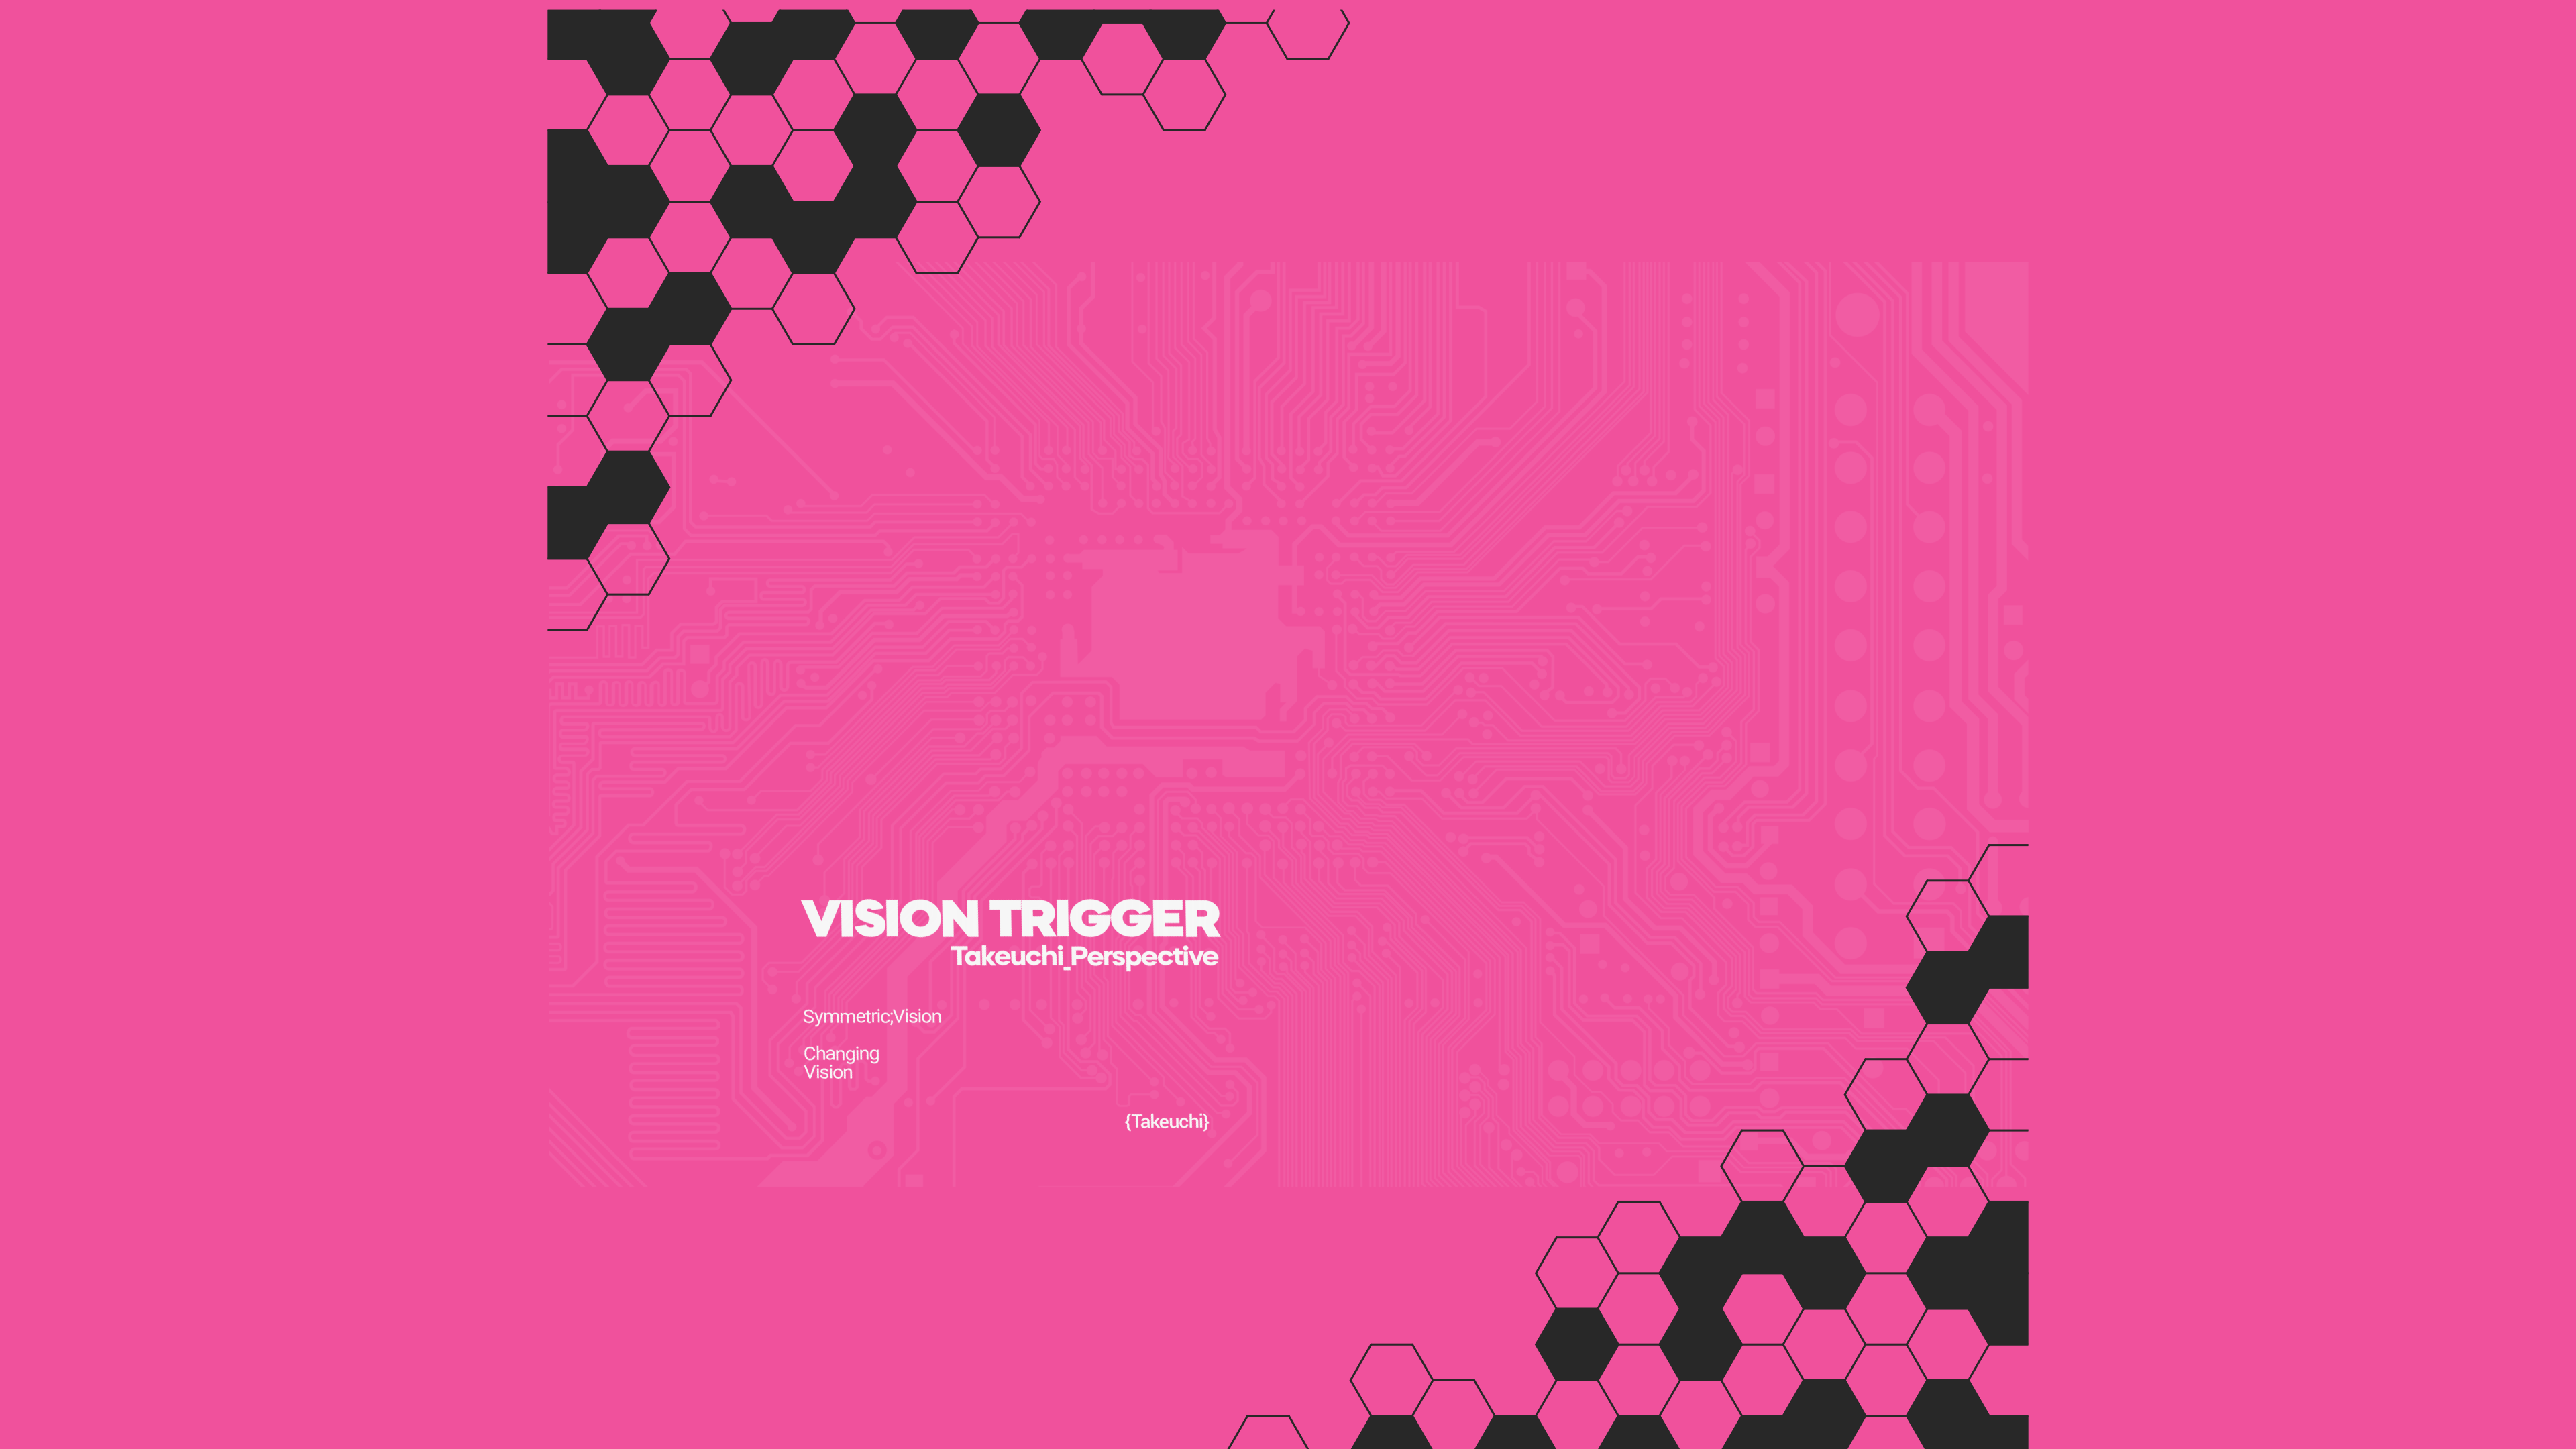 VISION TRIGGER
Takeuchi_Perspective
Symmetric;Vision
Changing
Vision
{Takeuchi}